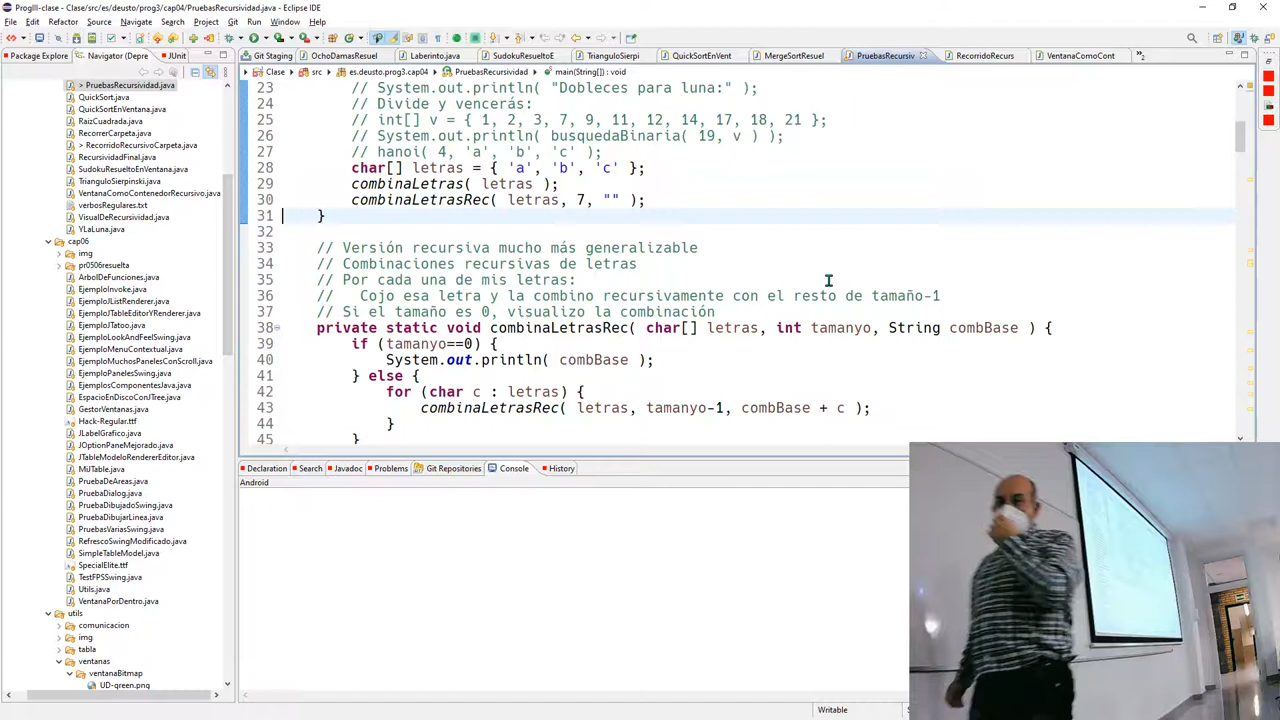 ProgIII-clase - Clase/src/es/deusto/prog3/cap04/PruebasRecursividad.java - Eclipse IDE
File Edit Source Refactor Navigate Search Project Git Run Window Help
Package Explorer Navigator (Depre JUnit
Git Staging OchoDamasResuel Laberinto.java SudokuResueltoE TrianguloSierpi QuickSortEnVent MergeSortResuel PruebasRecursiv RecorridoRecurs VentanaComoCont »2
Clase src es.deusto.prog3.cap04 PruebasRecursividad main(String[]) : void
> PruebasRecursividad.java
QuickSort.java
QuickSortEnVentana.java
RaizCuadrada.java
RecorrerCarpeta.java
> RecorridoRecursivoCarpeta.java
RecursividadFinal.java
SudokuResueltoEnVentana.java
TrianguloSierpinski.java
VentanaComoContenedorRecursivo.java
verbosRegulares.txt
VisualDeRecursividad.java
YLaLuna.java
cap06
img
pr0506resuelta
ArbolDeFunciones.java
EjemploInvoke.java
EjemploJListRenderer.java
EjemploJTableEditorYRenderer.java
EjemploJTatoo.java
EjemploLookAndFeelSwing.java
EjemploMenuContextual.java
EjemploMuchosPanelesConScroll.java
EjemploPanelesSwing.java
EjemplosComponentesJava.java
EspacioEnDiscoConJTree.java
GestorVentanas.java
Hack-Regular.ttf
JLabelGrafico.java
JOptionPaneMejorado.java
JTableModeloRendererEditor.java
MiJTable.java
PruebaDeAreas.java
PruebaDialog.java
PruebaDibujadoSwing.java
PruebaDibujarLinea.java
PruebasVariasSwing.java
RefrescoSwingModificado.java
SimpleTableModel.java
SpecialElite.ttf
TestFPSSwing.java
Utils.java
VentanaPorDentro.java
utils
comunicacion
img
tabla
ventanas
ventanaBitmap
UD-green.png
23 // System.out.println( "Dobleces para luna:" );
24 // Divide y vencerás:
25 // int[] v = { 1, 2, 3, 7, 9, 11, 12, 14, 17, 18, 21 };
26 // System.out.println( busquedaBinaria( 19, v ) );
27 // hanoi( 4, 'a', 'b', 'c' );
28 char[] letras = { 'a', 'b', 'c' };
29 combinaLetras( letras );
30 combinaLetrasRec( letras, 7, "" );
31 }
32
33 // Versión recursiva mucho más generalizable
34 // Combinaciones recursivas de letras
35 // Por cada una de mis letras:
36 // Cojo esa letra y la combino recursivamente con el resto de tamaño-1
37 // Si el tamaño es 0, visualizo la combinación
38 private static void combinaLetrasRec( char[] letras, int tamanyo, String combBase ) {
39 if (tamanyo==0) {
40 System.out.println( combBase );
41 } else {
42 for (char c : letras) {
43 combinaLetrasRec( letras, tamanyo-1, combBase + c );
44 }
45 }
Declaration Search Javadoc Problems Git Repositories Console History
Android
Writable